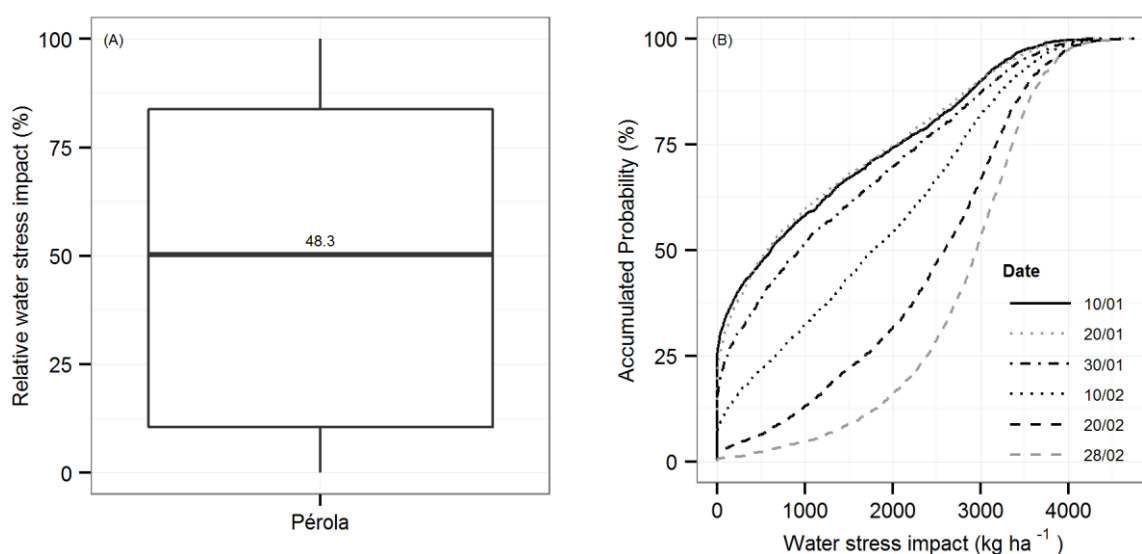 (A)
Relative water stress impact (%)
100
75
50
25
0
48.3
Pérola
(B)
Accumulated Probability (%)
100
75
50
25
0
Date
10/01
20/01
30/01
10/02
20/02
28/02
0 1000 2000 3000 4000
Water stress impact (kg ha -1 )